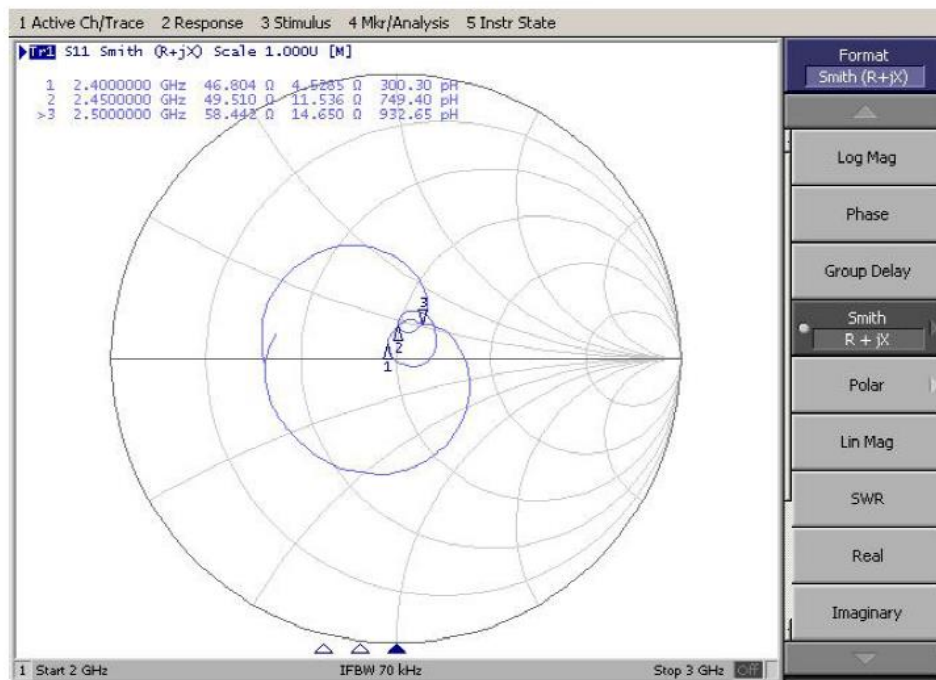 1 Active Ch/Trace 2 Response 3 Stimulus 4 Mkr/Analysis 5 Instr State
Tr1 S11 Smith (R+jX) Scale 1.000U [M]
1 2.4000000 GHz 46.804 Ω 4.5285 Ω 300.30 pH
2 2.4500000 GHz 49.510 Ω 11.536 Ω 749.40 pH
>3 2.5000000 GHz 58.442 Ω 14.650 Ω 932.65 pH
3
2
1
1 Start 2 GHz IFBW 70 kHz Stop 3 GHz Off
Format
Smith (R+jX)
Log Mag
Phase
Group Delay
Smith
R + jX
Polar
Lin Mag
SWR
Real
Imaginary